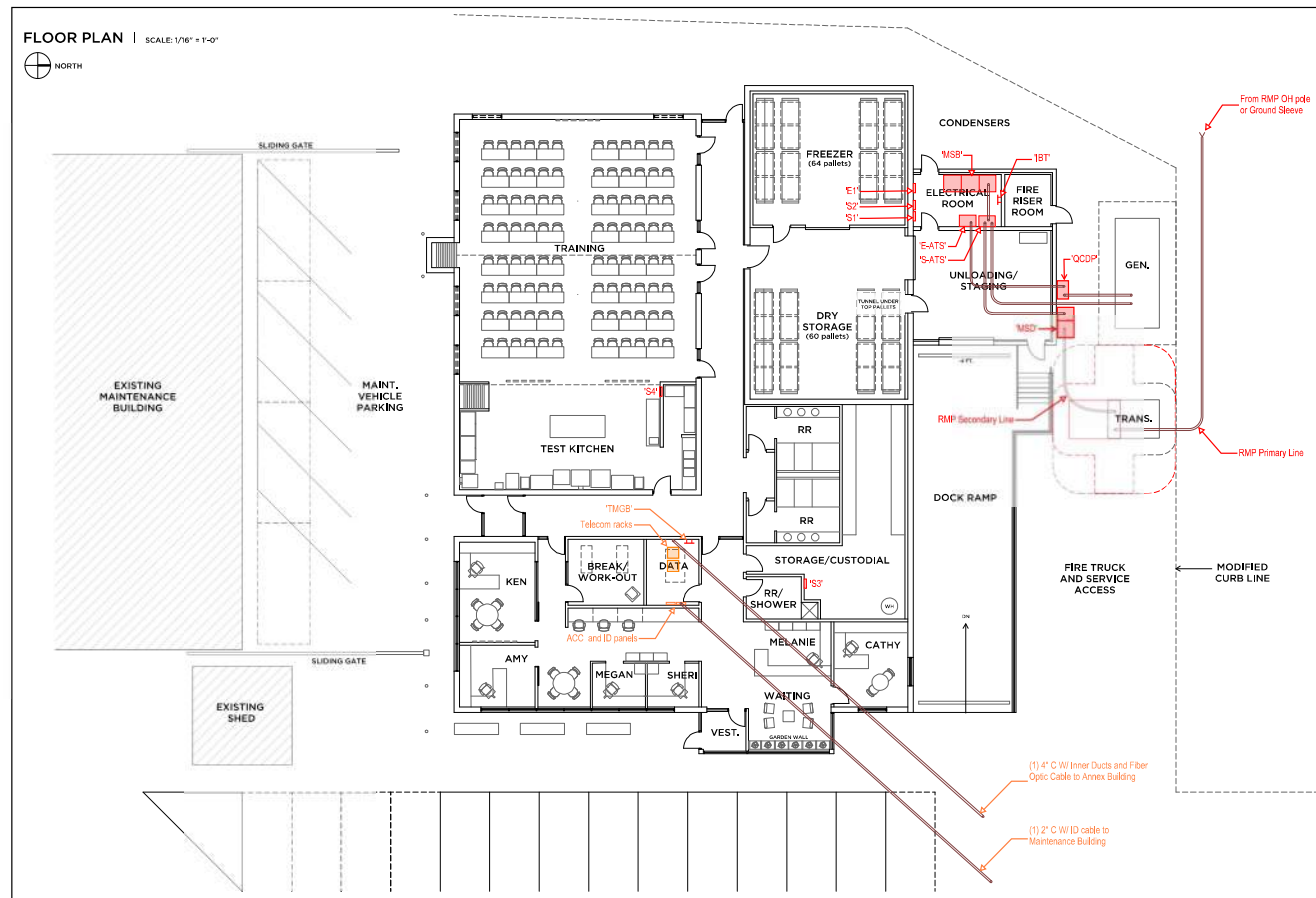 FLOOR PLAN | SCALE: 1/16" = 1'-0"
NORTH
From RMP OH pole
or Ground Sleeve
CONDENSERS
SLIDING GATE
'MSB'
'IBT'
FREEZER
(64 pallets)
'E1'
ELECTRICAL
ROOM
FIRE
RISER
ROOM
'S2'
'S1'
TRAINING
'E-ATS'
'S-ATS'
'QCDP'
UNLOADING/
STAGING
GEN.
TUNNEL UNDER
TOP PALLETS
DRY
STORAGE
(60 pallets)
'MSD'
-4 FT.
EXISTING
MAINTENANCE
BUILDING
MAINT.
VEHICLE
PARKING
'S4'
RMP Secondary Line
TRANS.
RR
TEST KITCHEN
RMP Primary Line
DOCK RAMP
'TMGB'
Telecom racks
RR
BREAK/
WORK-OUT
DATA
STORAGE/CUSTODIAL
KEN
FIRE TRUCK
AND SERVICE
ACCESS
MODIFIED
CURB LINE
RR/
SHOWER
'S3'
WH
DN
ACC and ID panels
MELANIE
CATHY
SLIDING GATE
AMY
MEGAN
SHERI
WAITING
EXISTING
SHED
VEST.
GARDEN WALL
(1) 4" C W/ Inner Ducts and Fiber
Optic Cable to Annex Building
(1) 2" C W/ ID cable to
Maintenance Building